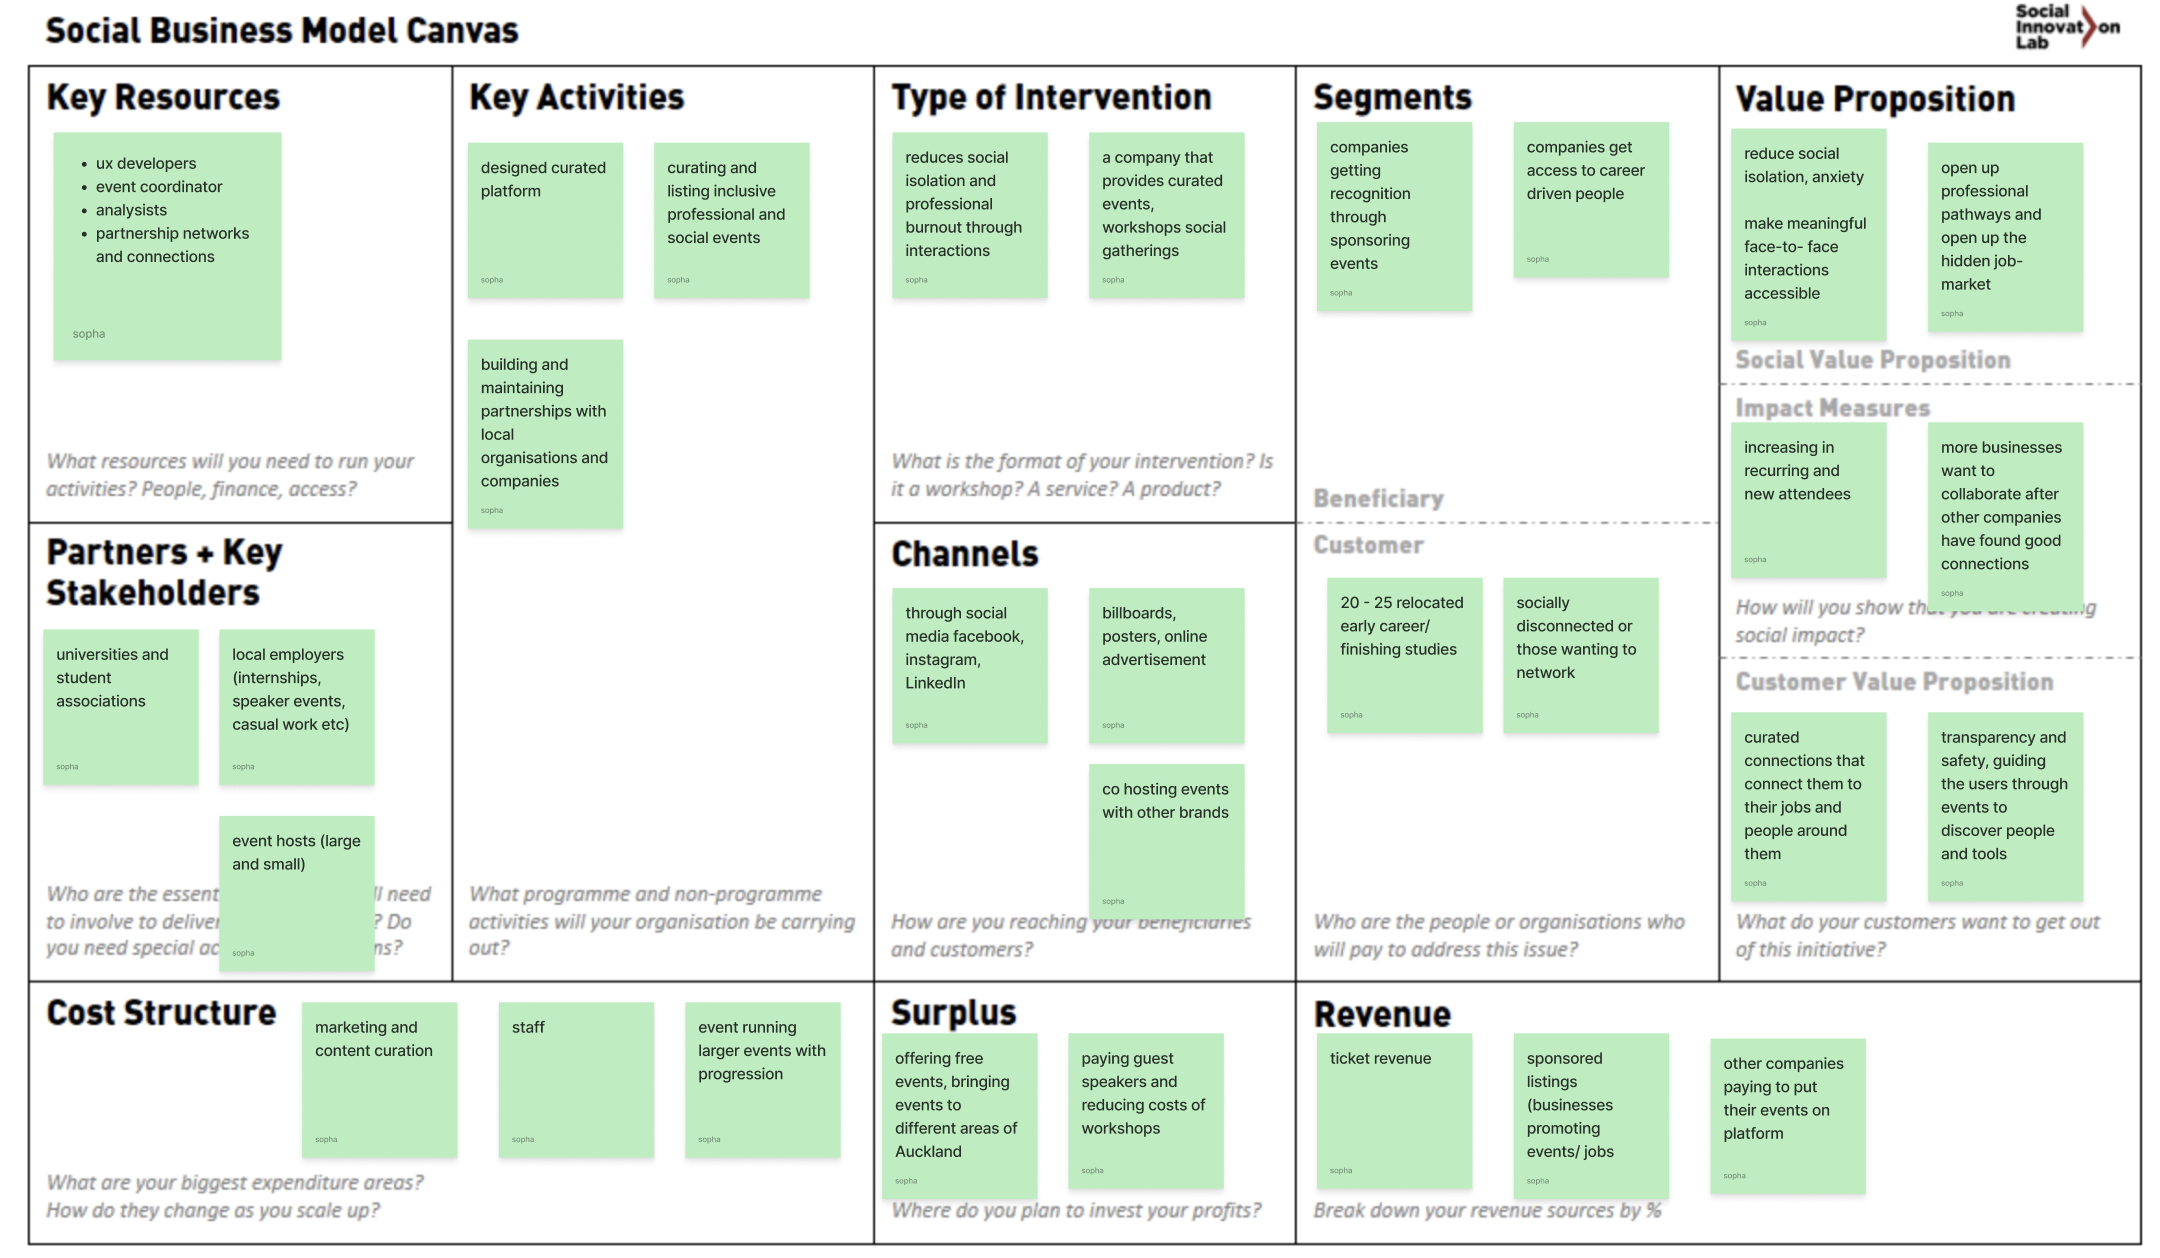 Social Business Model Canvas
Social
Innovat on
Lab
Key Resources
• ux developers
• event coordinator
• analysists
• partnership networks
and connections
sopha
What resources will you need to run your
activities? People, finance, access?
Key Activities
designed curated
platform
sopha
curating and
listing inclusive
professional and
social events
sopha
building and
maintaining
partnerships with
local
organisations and
companies
sopha
What programme and non-programme
activities will your organisation be carrying
out?
Type of Intervention
reduces social
isolation and
professional
burnout through
interactions
sopha
a company that
provides curated
events,
workshops social
gatherings
sopha
What is the format of your intervention? Is
it a workshop? A service? A product?
Segments
companies
getting
recognition
through
sponsoring
events
sopha
companies get
access to career
driven people
sopha
Beneficiary
Customer
20 - 25 relocated
early career/
finishing studies
sopha
socially
disconnected or
those wanting to
network
sopha
Who are the people or organisations who
will pay to address this issue?
Value Proposition
reduce social
isolation, anxiety
make meaningful
face-to- face
interactions
accessible
sopha
open up
professional
pathways and
open up the
hidden job-
market
sopha
Social Value Proposition
Impact Measures
increasing in
recurring and
new attendees
sopha
more businesses
want to
collaborate after
other companies
have found good
connections
sopha
How will you show that you are creating
social impact?
Customer Value Proposition
curated
connections that
connect them to
their jobs and
people around
them
sopha
transparency and
safety, guiding
the users through
events to
discover people
and tools
sopha
What do your customers want to get out
of this initiative?
Partners + Key
Stakeholders
universities and
student
associations
sopha
local employers
(internships,
speaker events,
casual work etc)
sopha
event hosts (large
and small)
sopha
Who are the need
to involve to ? Do
you need special
Channels
through social
media facebook,
instagram,
LinkedIn
sopha
billboards,
posters, online
advertisement
sopha
co hosting events
with other brands
sopha
How are you reaching your beneficiaries
and customers?
Cost Structure
marketing and
content curation
sopha
staff
sopha
event running
larger events with
progression
sopha
What are your biggest expenditure areas?
How do they change as you scale up?
Surplus
offering free
events, bringing
events to
different areas of
Auckland
sopha
paying guest
speakers and
reducing costs of
workshops
sopha
Where do you plan to invest your profits?
Revenue
ticket revenue
sopha
sponsored
listings
(businesses
promoting
events/ jobs
sopha
other companies
paying to put
their events on
platform
sopha
Break down your revenue sources by %